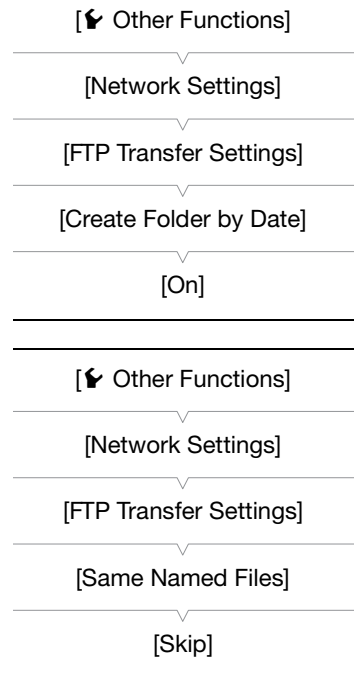 [ Other Functions]
[Network Settings]
[FTP Transfer Settings]
[Create Folder by Date]
[On]
[ Other Functions]
[Network Settings]
[FTP Transfer Settings]
[Same Named Files]
[Skip]